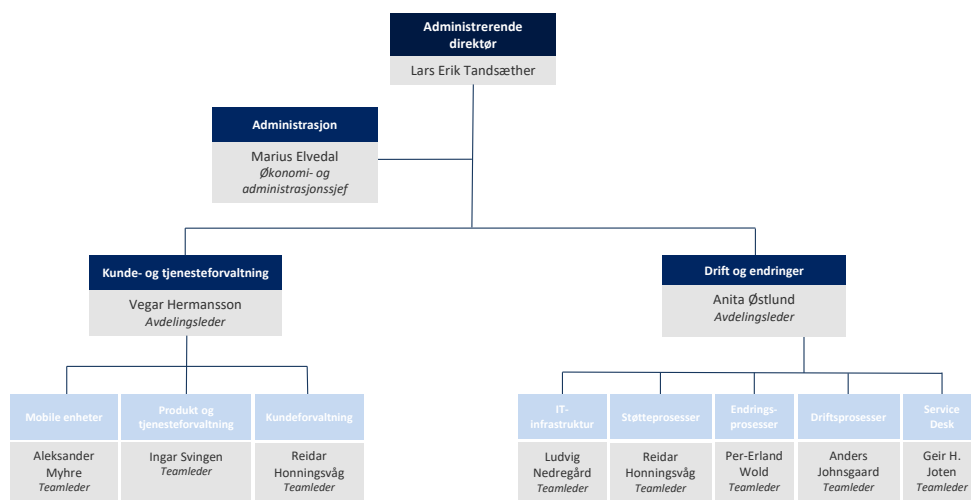 Administrerende
direktør
Lars Erik Tandsæther
Administrasjon
Marius Elvedal
Økonomi- og
administrasjonssjef
Kunde- og tjenesteforvaltning
Vegar Hermansson
Avdelingsleder
Drift og endringer
Anita Østlund
Avdelingsleder
Mobile enheter
Aleksander
Myhre
Teamleder
Produkt og
tjenesteforvaltning
Ingar Svingen
Teamleder
Kundeforvaltning
Reidar
Honningsvåg
Teamleder
IT-
infrastruktur
Ludvig
Nedregård
Teamleder
Støtteprosesser
Reidar
Honningsvåg
Teamleder
Endrings-
prosesser
Per-Erland
Wold
Teamleder
Driftsprosesser
Anders
Johnsgaard
Teamleder
Service
Desk
Geir H.
Joten
Teamleder